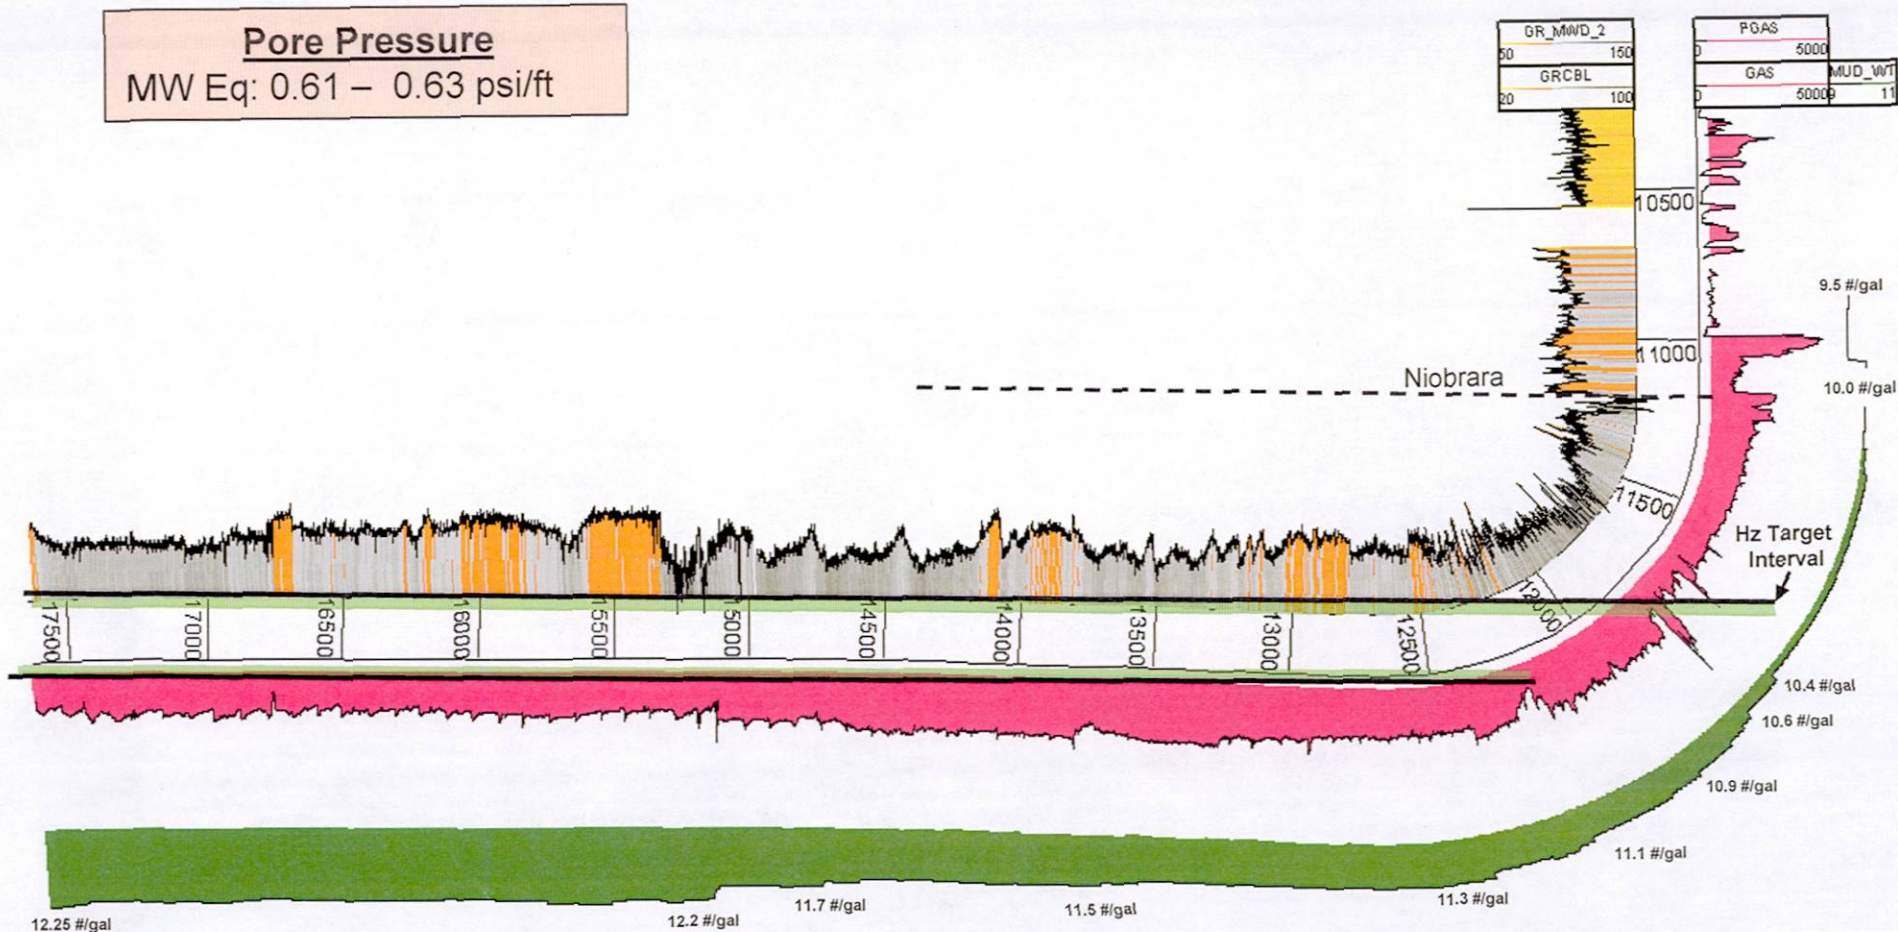 Pore Pressure
MW Eq: 0.61 – 0.63 psi/ft
GR_MWD_2
50 150
GRCBL
20 100
PGAS
0 5000
GAS
0 5000
MUD_WT
9 11
10500
11000
11500
12000
12500
13000
13500
14000
14500
15000
15500
16000
16500
17000
17500
Niobrara
Hz Target
Interval
9.5 #/gal
10.0 #/gal
10.4 #/gal
10.6 #/gal
10.9 #/gal
11.1 #/gal
11.3 #/gal
11.5 #/gal
11.7 #/gal
12.2 #/gal
12.25 #/gal